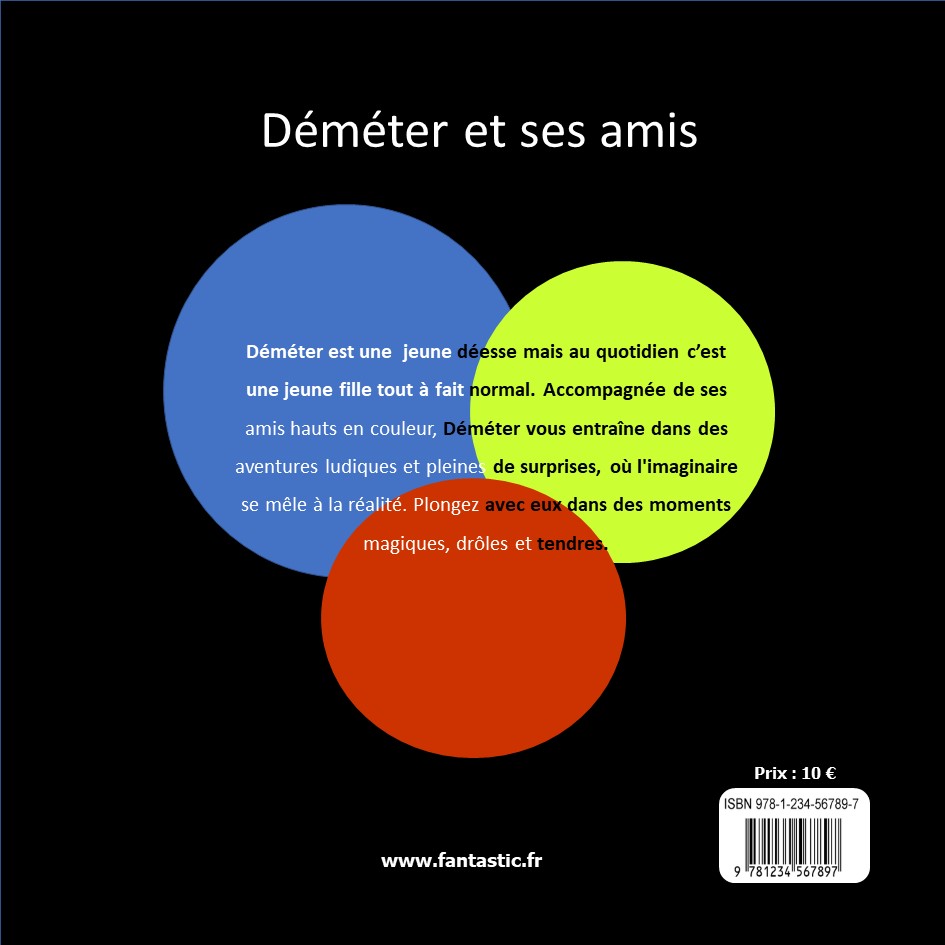 Déméter et ses amis
Déméter est une jeune déesse mais au quotidien c’est
une jeune fille tout à fait normal. Accompagnée de ses
amis hauts en couleur, Déméter vous entraîne dans des
aventures ludiques et pleines de surprises, où l'imaginaire
se mêle à la réalité. Plongez avec eux dans des moments
magiques, drôles et tendres.
Prix : 10 €
ISBN 978-1-234-56789-7
9 781234 567897
www.fantastic.fr